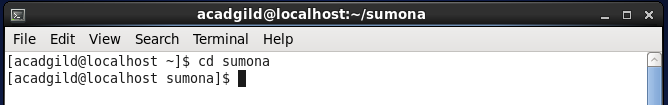 acadgild@localhost:~/sumona
File Edit View Search Terminal Help
[acadgild@localhost ~]$ cd sumona
[acadgild@localhost sumona]$